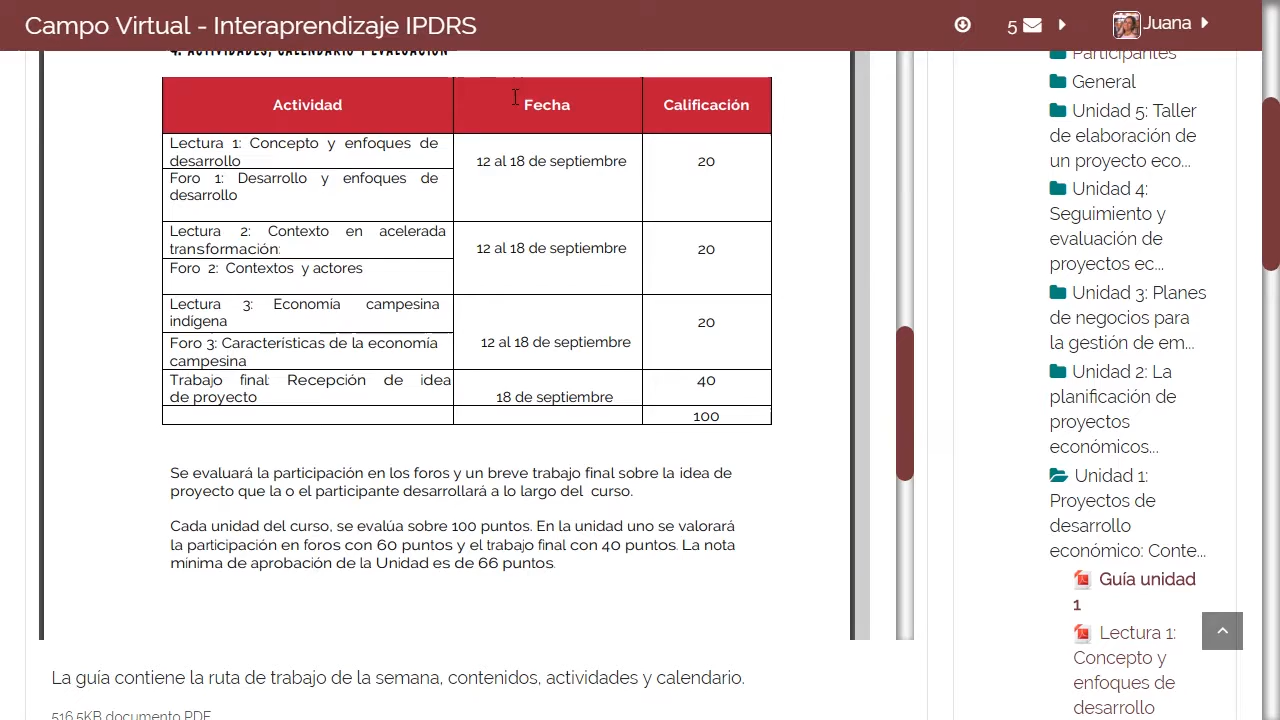 Campo Virtual - Interaprendizaje IPDRS
5
Juana
4. ACTIVIDADES, CALENDARIO Y EVALUACIÓN
Actividad
Fecha
Calificación
Lectura 1: Concepto y enfoques de
desarrollo
12 al 18 de septiembre
20
Foro 1: Desarrollo y enfoques de
desarrollo
Lectura 2: Contexto en acelerada
transformación:
12 al 18 de septiembre
20
Foro 2: Contextos y actores
Lectura 3: Economía campesina
indígena
20
Foro 3: Características de la economía
campesina
12 al 18 de septiembre
Trabajo final: Recepción de idea
de proyecto
18 de septiembre
40
100
Se evaluará la participación en los foros y un breve trabajo final sobre la idea de
proyecto que la o el participante desarrollará a lo largo del curso.
Cada unidad del curso, se evalúa sobre 100 puntos. En la unidad uno se valorará
la participación en foros con 60 puntos y el trabajo final con 40 puntos. La nota
mínima de aprobación de la Unidad es de 66 puntos.
La guía contiene la ruta de trabajo de la semana, contenidos, actividades y calendario.
516.5KB documento PDF
Participantes
General
Unidad 5: Taller
de elaboración de
un proyecto eco...
Unidad 4:
Seguimiento y
evaluación de
proyectos ec...
Unidad 3: Planes
de negocios para
la gestión de em...
Unidad 2: La
planificación de
proyectos
económicos...
Unidad 1:
Proyectos de
desarrollo
económico: Conte...
Guía unidad
1
Lectura 1:
Concepto y
enfoques de
desarrollo